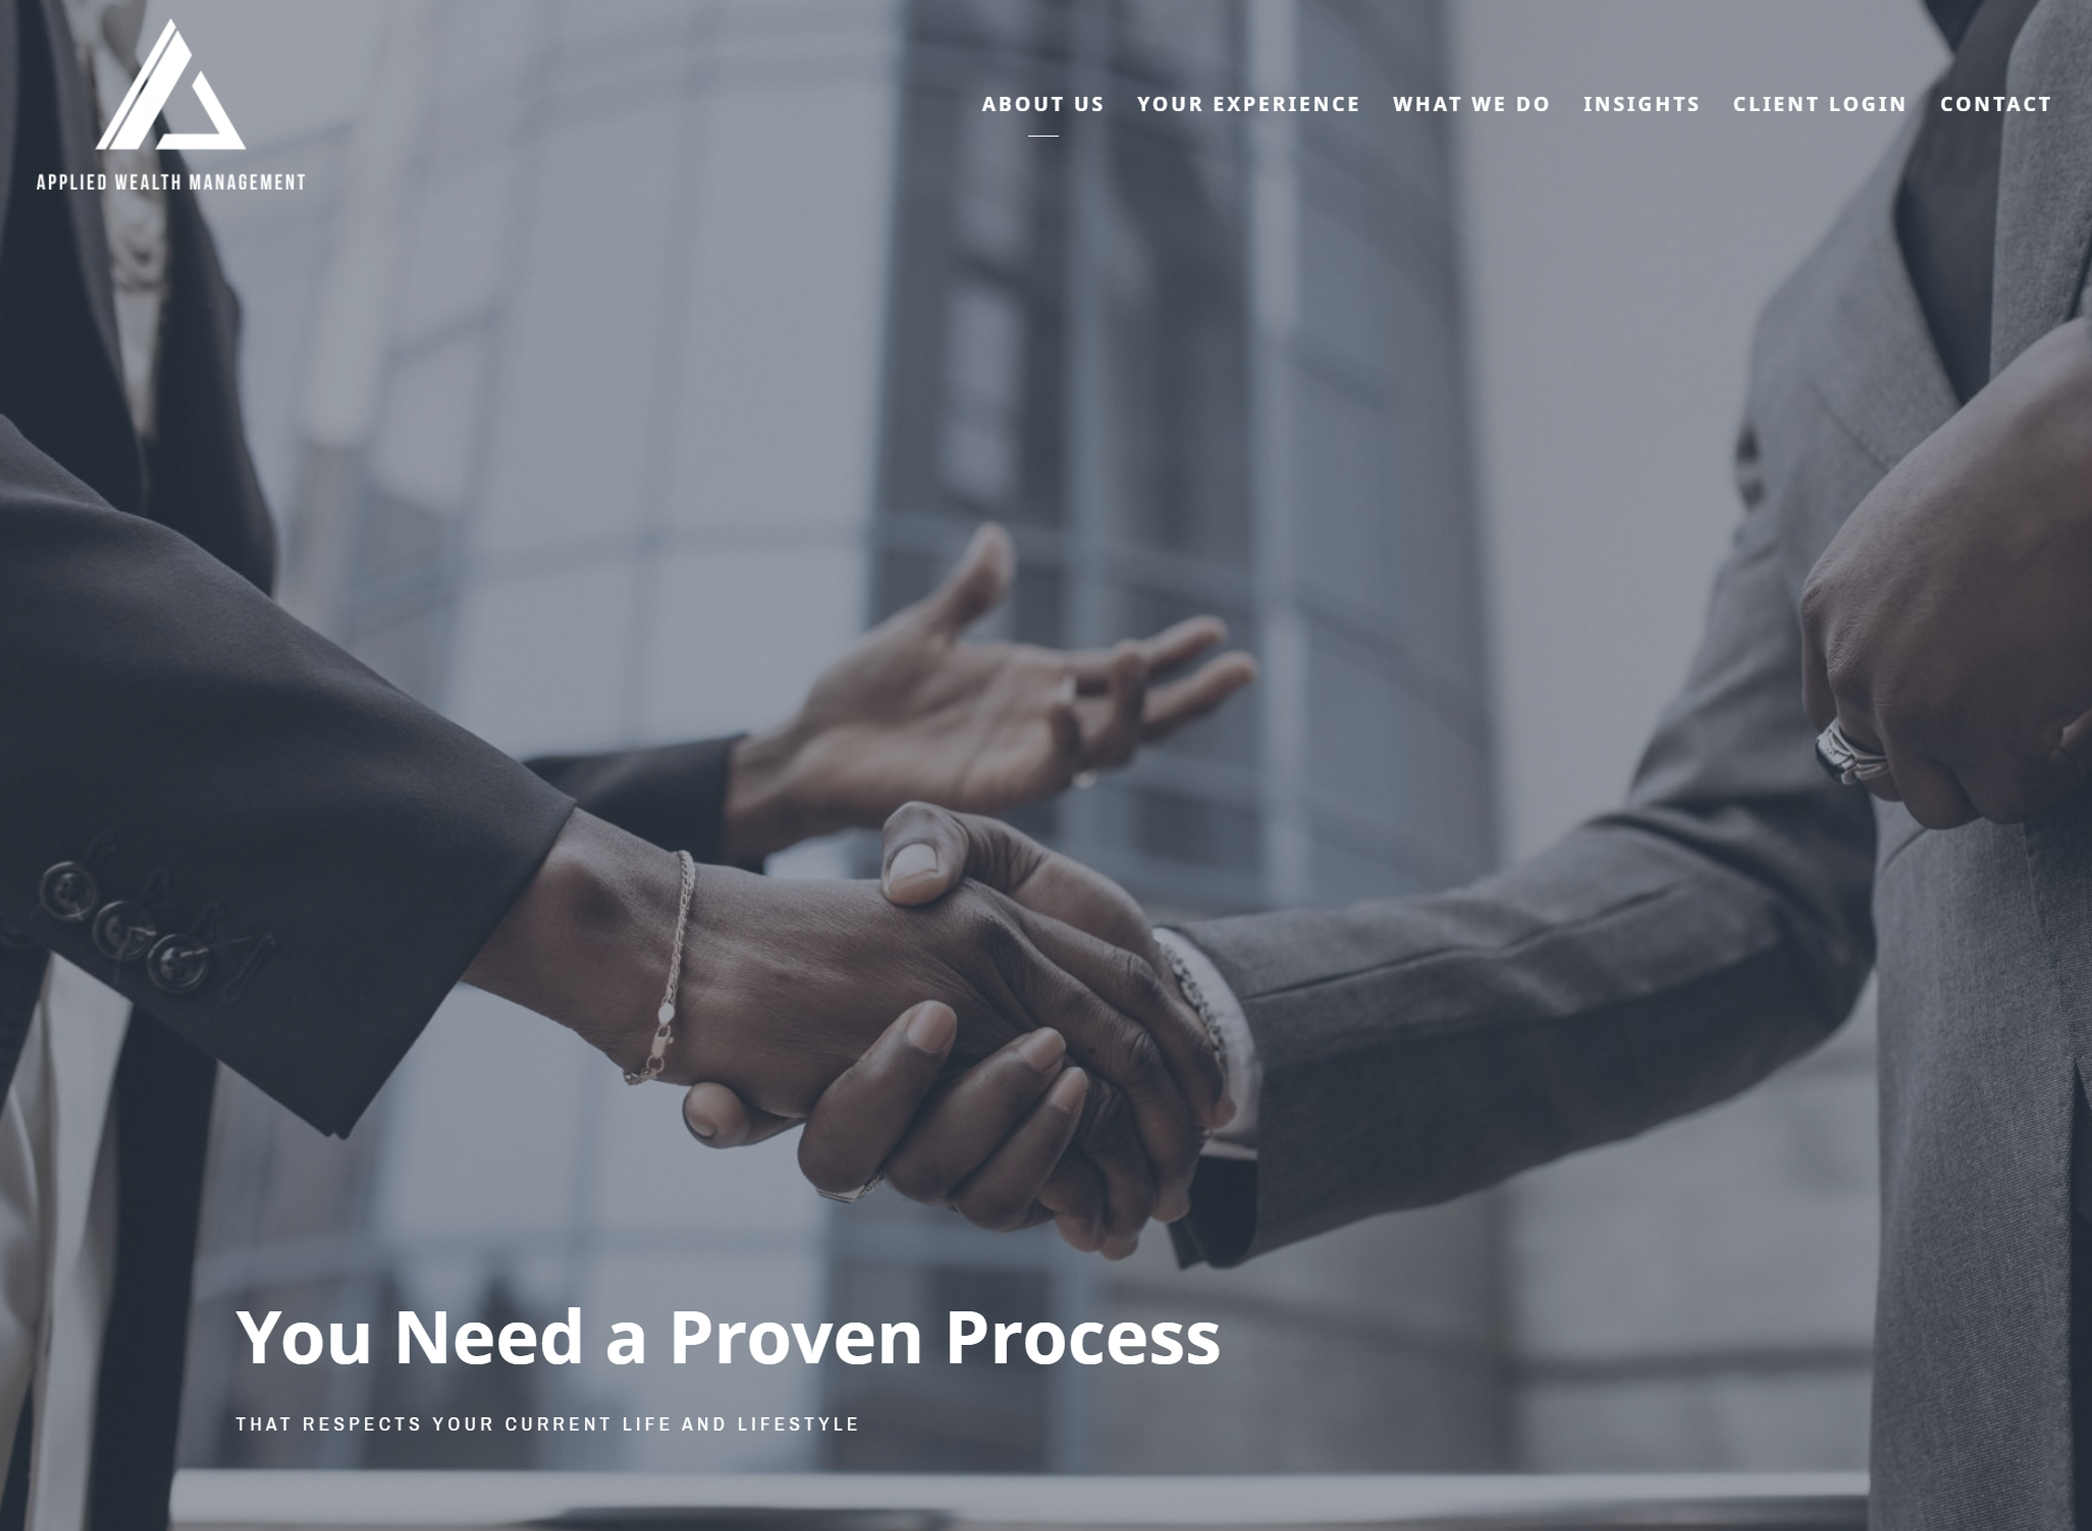 APPLIED WEALTH MANAGEMENT
ABOUT US YOUR EXPERIENCE WHAT WE DO INSIGHTS CLIENT LOGIN CONTACT
You Need a Proven Process
THAT RESPECTS YOUR CURRENT LIFE AND LIFESTYLE